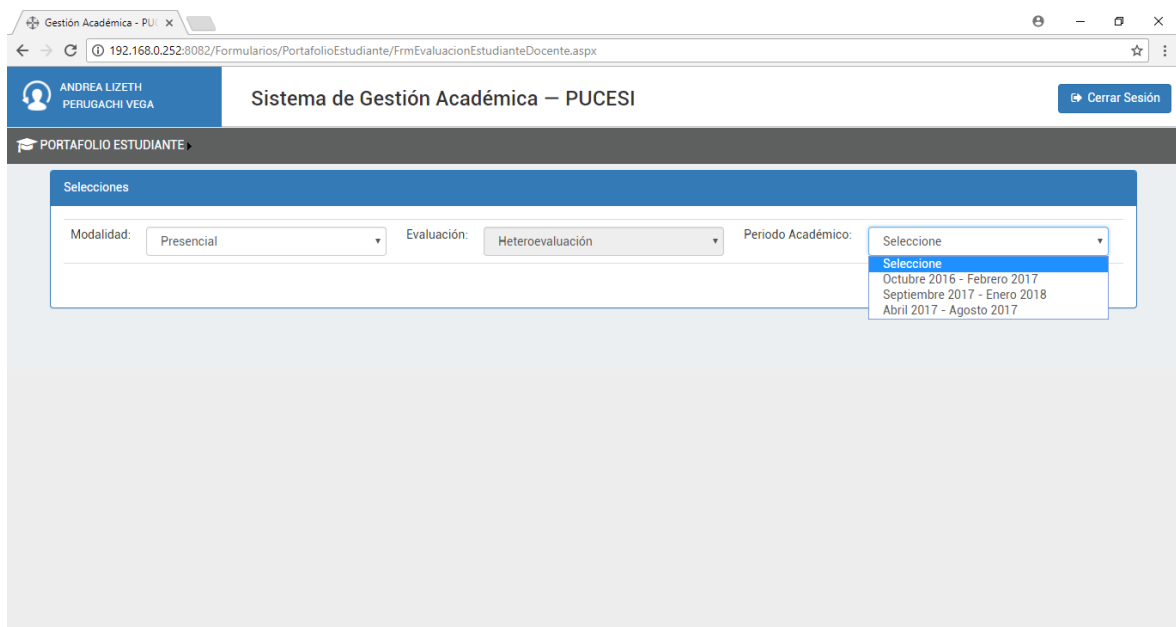 Gestión Académica - PU
192.168.0.252:8082/Formularios/PortafolioEstudiante/FrmEvaluacionEstudianteDocente.aspx
ANDREA LIZETH
PERUGACHI VEGA
Sistema de Gestión Académica — PUCESI
Cerrar Sesión
PORTAFOLIO ESTUDIANTE
Selecciones
Modalidad: Presencial Evaluación: Heteroevaluación Periodo Académico: Seleccione
Seleccione
Octubre 2016 - Febrero 2017
Septiembre 2017 - Enero 2018
Abril 2017 - Agosto 2017